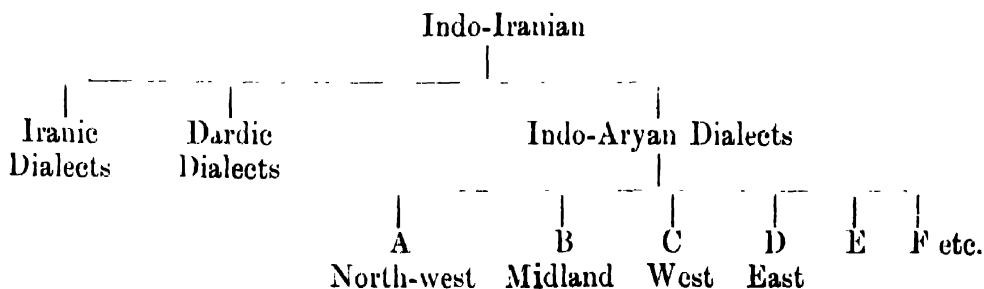 Indo-Iranian
Iranic Dialects
Dardic Dialects
Indo-Aryan Dialects
A B C D E F etc.
North-west Midland West East